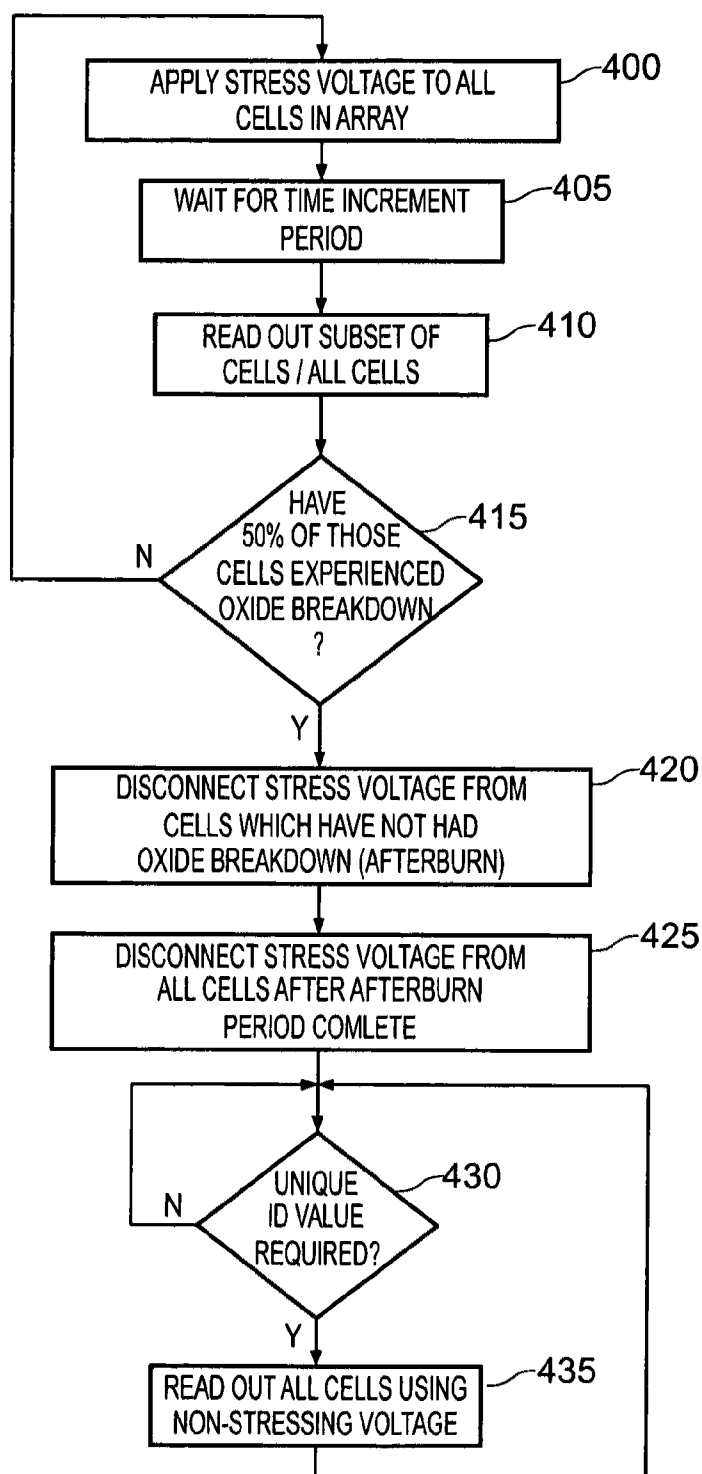 APPLY STRESS VOLTAGE TO ALL
CELLS IN ARRAY
400
WAIT FOR TIME INCREMENT
PERIOD
405
READ OUT SUBSET OF
CELLS / ALL CELLS
410
HAVE
50% OF THOSE
CELLS EXPERIENCED
OXIDE BREAKDOWN
?
415
N
Y
DISCONNECT STRESS VOLTAGE FROM
CELLS WHICH HAVE NOT HAD
OXIDE BREAKDOWN (AFTERBURN)
420
DISCONNECT STRESS VOLTAGE FROM
ALL CELLS AFTER AFTERBURN
PERIOD COMLETE
425
UNIQUE
ID VALUE
REQUIRED?
430
N
Y
READ OUT ALL CELLS USING
NON-STRESSING VOLTAGE
435